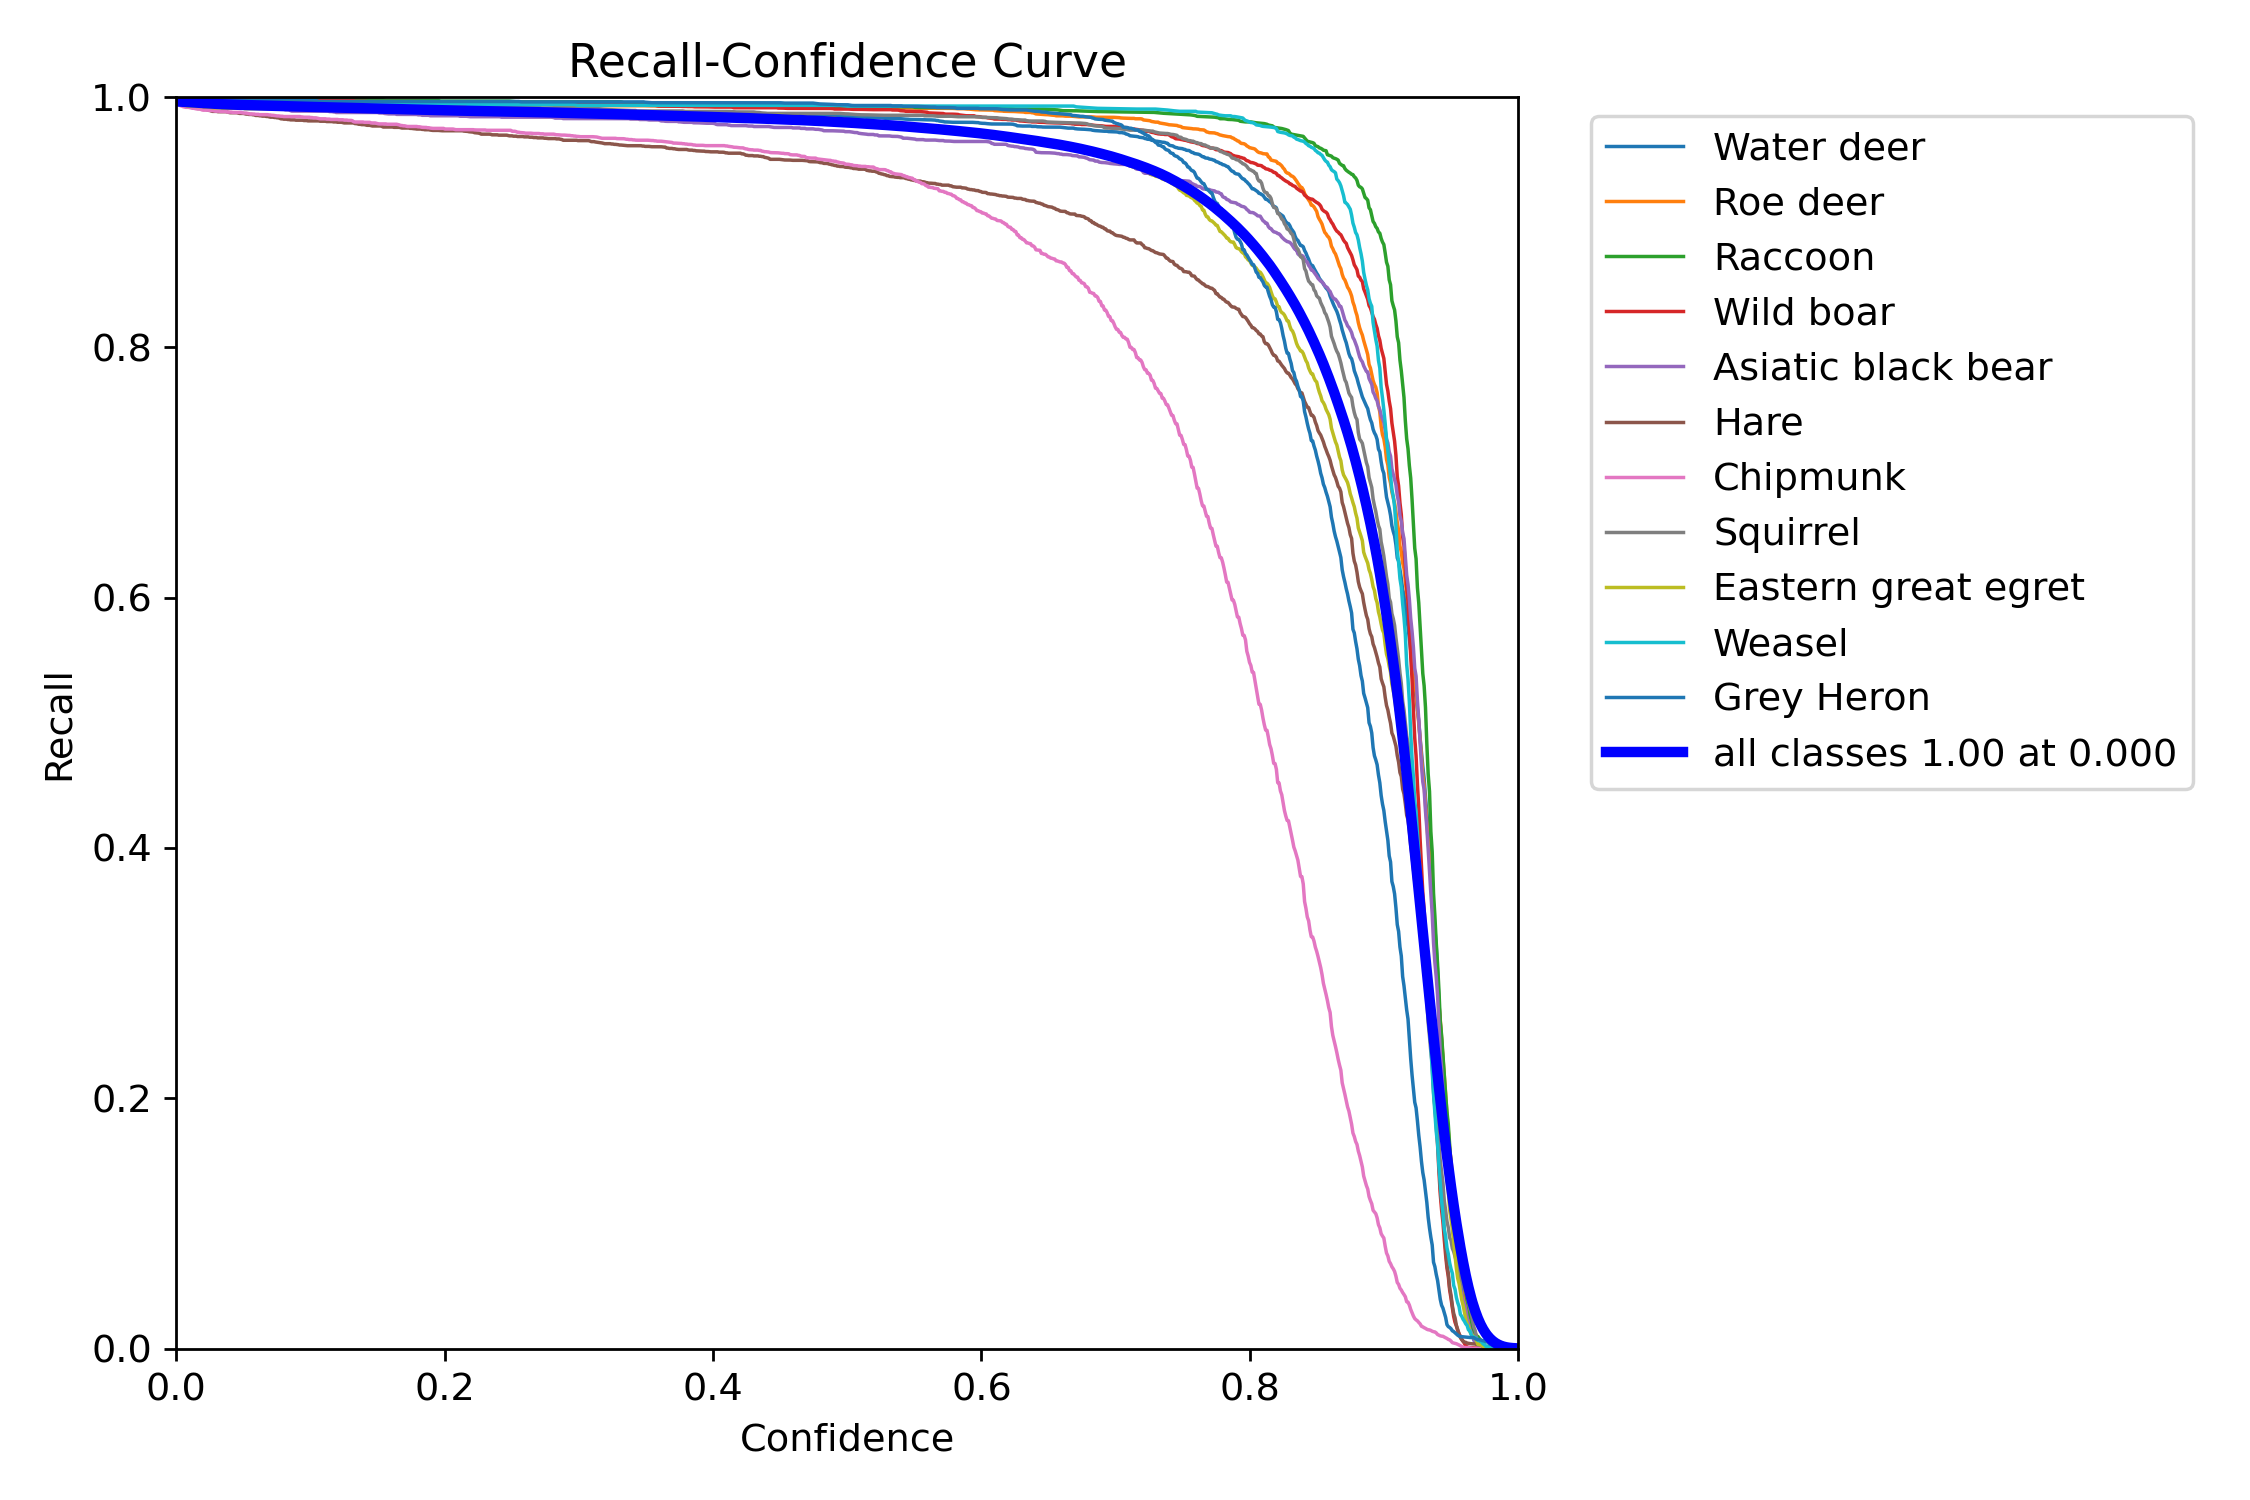 Recall-Confidence Curve
1.0
0.8
0.6
0.4
0.2
0.0
Recall
0.0 0.2 0.4 0.6 0.8 1.0
Confidence
Water deer
Roe deer
Raccoon
Wild boar
Asiatic black bear
Hare
Chipmunk
Squirrel
Eastern great egret
Weasel
Grey Heron
all classes 1.00 at 0.000